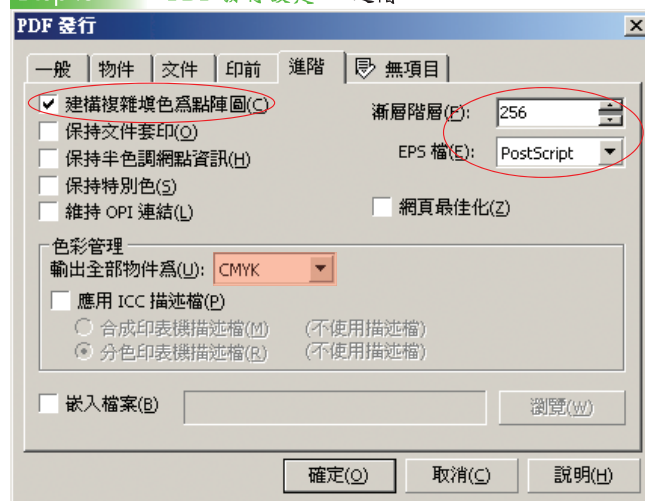 PDF 發行
一般 物件 文件 印前 進階 無項目
建構複雜填色爲點陣圖(C) 漸層階層(F): 256
保持文件套印(O)
保持半色調網點資訊(H) EPS 檔(E): PostScript
保持特別色(S)
維持 OPI 連結(L) 網頁最佳化(Z)
色彩管理
輸出全部物件爲(U): CMYK
應用 ICC 描述檔(P)
合成印表機描述檔(M) (不使用描述檔)
分色印表機描述檔(R) (不使用描述檔)
嵌入檔案(B) 瀏覽(W)
確定(O) 取消(C) 說明(H)